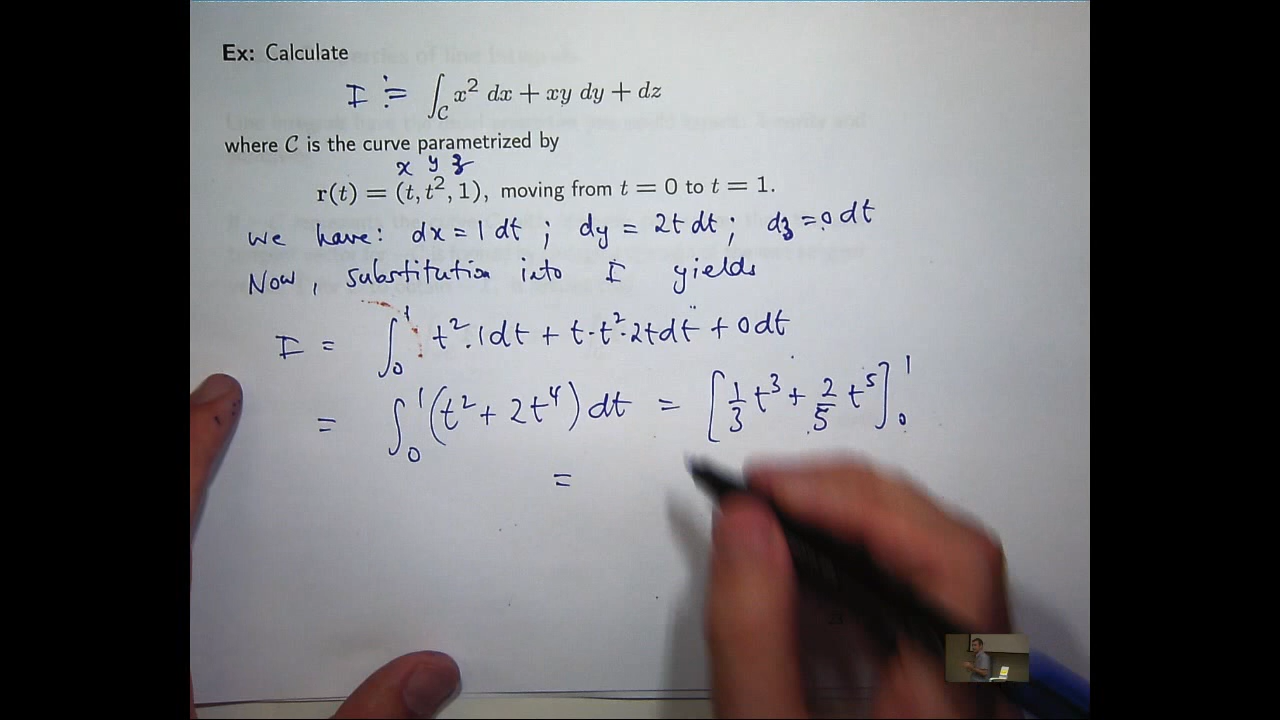 Ex: Calculate
I := ∫_C x² dx + xy dy + dz
where C is the curve parametrized by
x y z
r(t) = (t, t², 1), moving from t = 0 to t = 1.
We have: dx = 1 dt ; dy = 2t dt ; dz = 0 dt
Now, substitution into I yields
I = ∫₀¹ t² · 1dt + t · t² · 2t dt + 0dt
= ∫₀¹ (t² + 2t⁴) dt = [1/3 t³ + 2/5 t⁵]₀¹
=